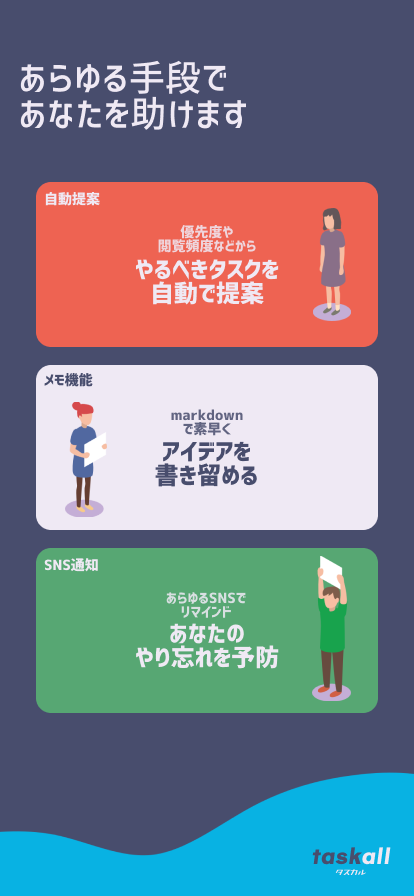 あらゆる手段で
あなたを助けます
自動提案
優先度や
閲覧頻度などから
やるべきタスクを
自動で提案
メモ機能
markdown
で素早く
アイデアを
書き留める
SNS通知
あらゆるSNSで
リマインド
あなたの
やり忘れを予防
taskall
タスカル